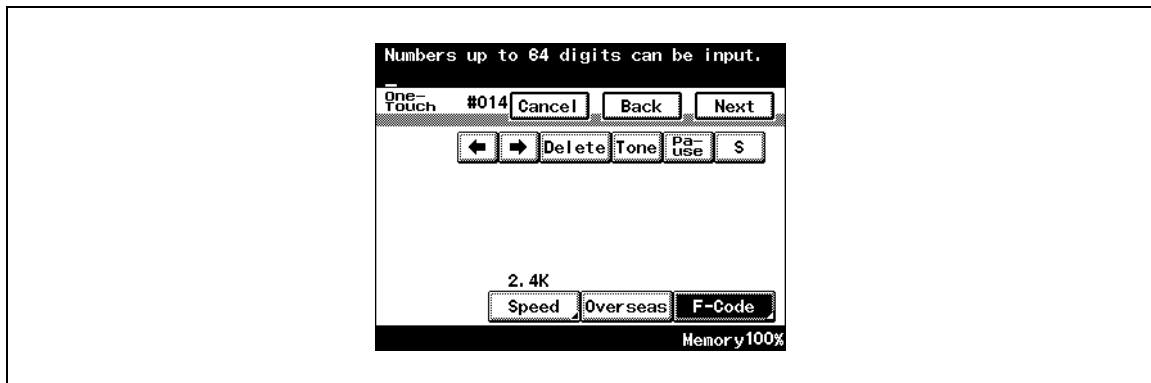 Numbers up to 64 digits can be input.
One-Touch #014 Cancel Back Next
← → Delete Tone Pa-use S
2.4K
Speed Overseas F-Code
Memory100%